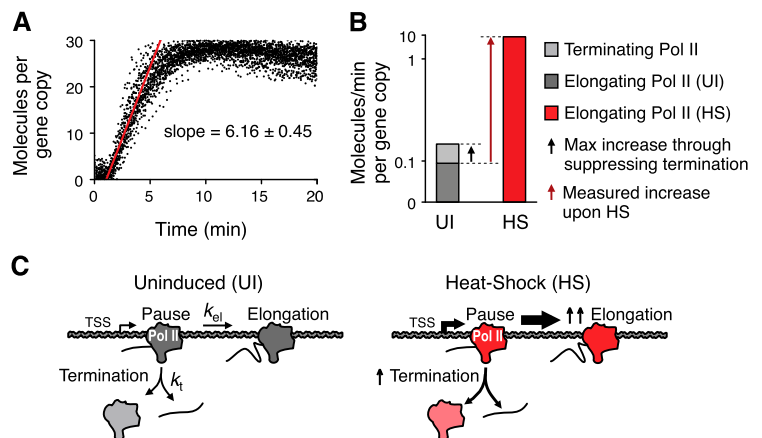 A
Molecules per
gene copy
30
20
10
0
slope = 6.16 ± 0.45
0
5
10
15
20
Time (min)
B
Molecules/min
per gene copy
10
1
0.1
0
UI
HS
Terminating Pol II
Elongating Pol II (UI)
Elongating Pol II (HS)
Max increase through
suppressing termination
Measured increase
upon HS
C
Uninduced (UI)
TSS
Pause
kel
Elongation
Pol II
Termination
kt
Heat-Shock (HS)
TSS
Pause
Elongation
Pol II
Termination